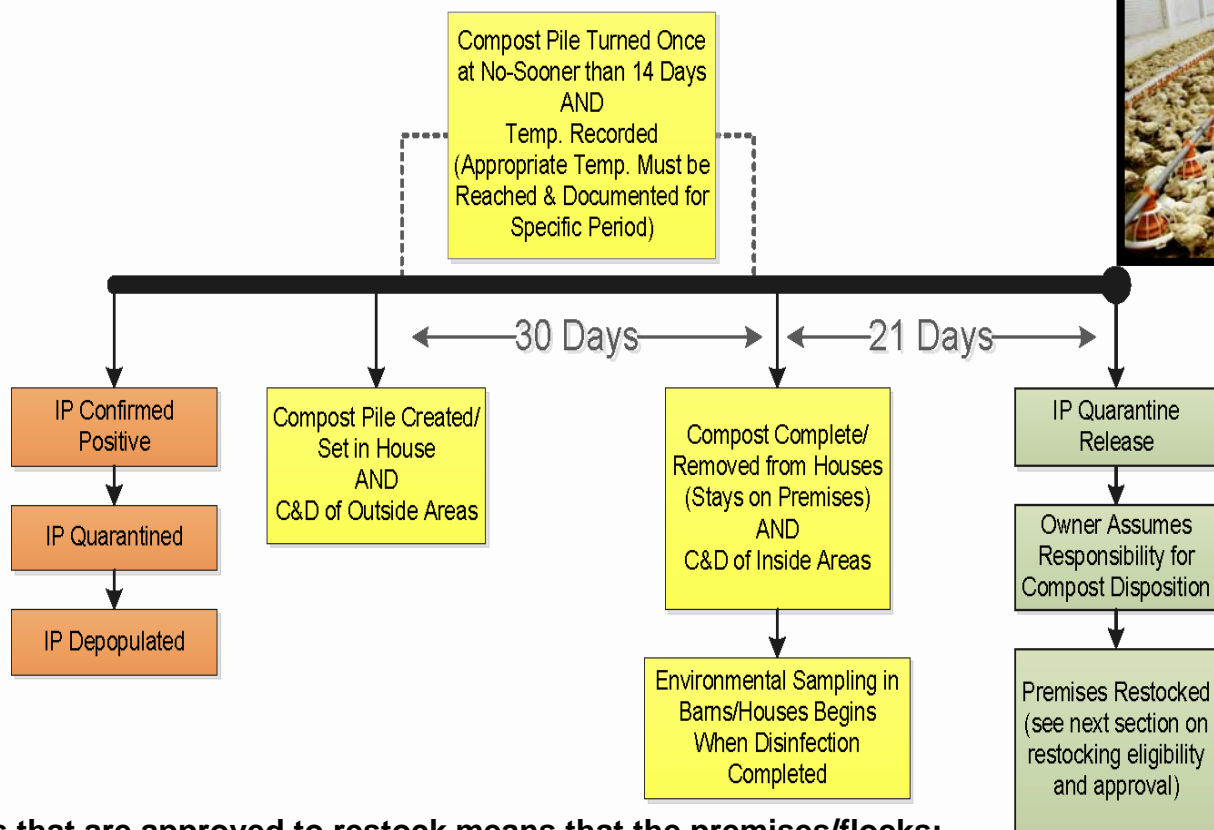 Compost Pile Turned Once
at No-Sooner than 14 Days
AND
Temp. Recorded
(Appropriate Temp. Must be
Reached & Documented for
Specific Period)
30 Days
21 Days
IP Confirmed
Positive
IP Quarantined
IP Depopulated
Compost Pile Created/
Set in House
AND
C&D of Outside Areas
Compost Complete/
Removed from Houses
(Stays on Premises)
AND
C&D of Inside Areas
Environmental Sampling in
Barns/Houses Begins
When Disinfection
Completed
IP Quarantine
Release
Owner Assumes
Responsibility for
Compost Disposition
Premises Restocked
(see next section on
restocking eligibility
and approval)
that are approved to restock means that the premises/flocks: